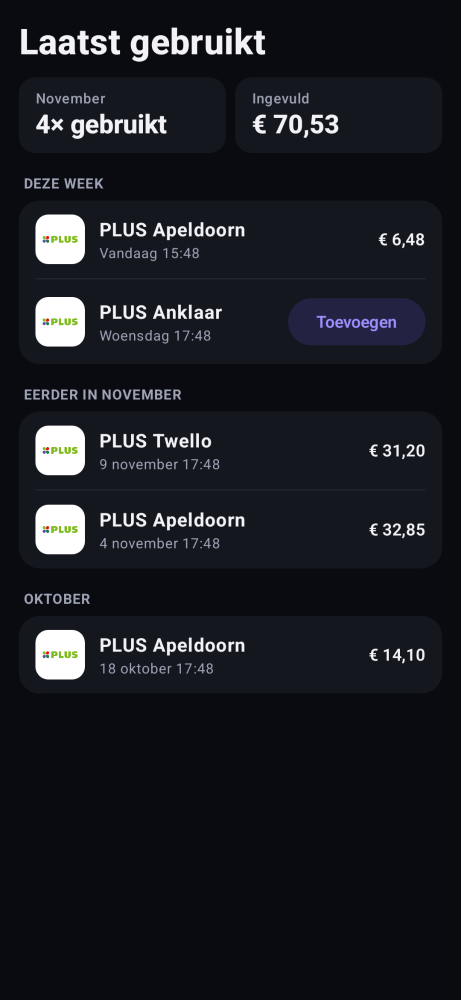 Laatst gebruikt
November
4× gebruikt
Ingevuld
€ 70,53
DEZE WEEK
PLUS
PLUS Apeldoorn
Vandaag 15:48
€ 6,48
PLUS
PLUS Anklaar
Woensdag 17:48
Toevoegen
EERDER IN NOVEMBER
PLUS
PLUS Twello
9 november 17:48
€ 31,20
PLUS
PLUS Apeldoorn
4 november 17:48
€ 32,85
OKTOBER
PLUS
PLUS Apeldoorn
18 oktober 17:48
€ 14,10